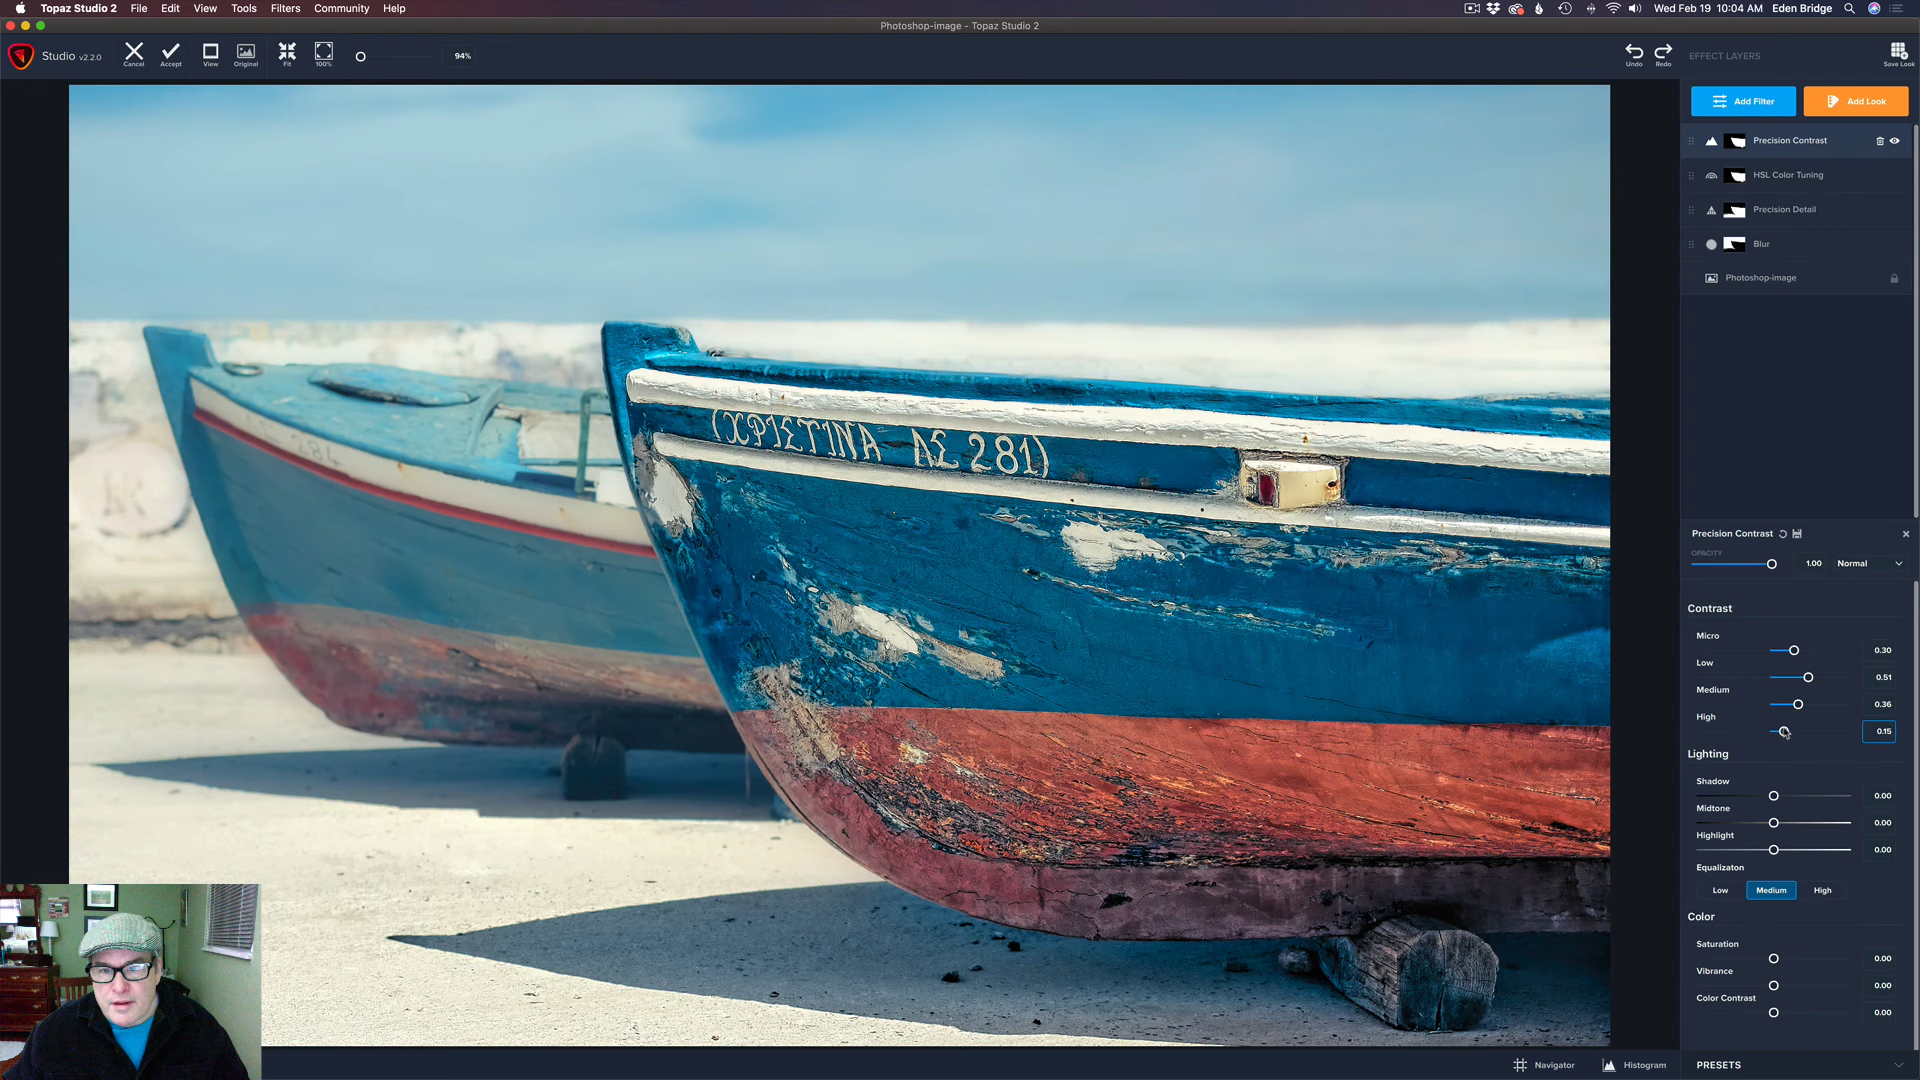 Topaz Studio 2 File Edit View Tools Filters Community Help
Wed Feb 19 10:04 AM Eden Bridge
Photoshop-image - Topaz Studio 2
Studio v2.2.0
Cancel
Accept
View
Original
Fit
100%
94%
Undo
Redo
EFFECT LAYERS
Save Look
Add Filter
Add Look
Precision Contrast
HSL Color Tuning
Precision Detail
Blur
Photoshop-image
(ΧΡΙΣΤΙΝΑ ΛΣ 281)
284
Precision Contrast
OPACITY
1.00 Normal
Contrast
Micro
0.30
Low
0.51
Medium
0.36
High
0.15
Lighting
Shadow
0.00
Midtone
0.00
Highlight
0.00
Equalizaton
Low Medium High
Color
Saturation
0.00
Vibrance
0.00
Color Contrast
0.00
Navigator
Histogram
PRESETS